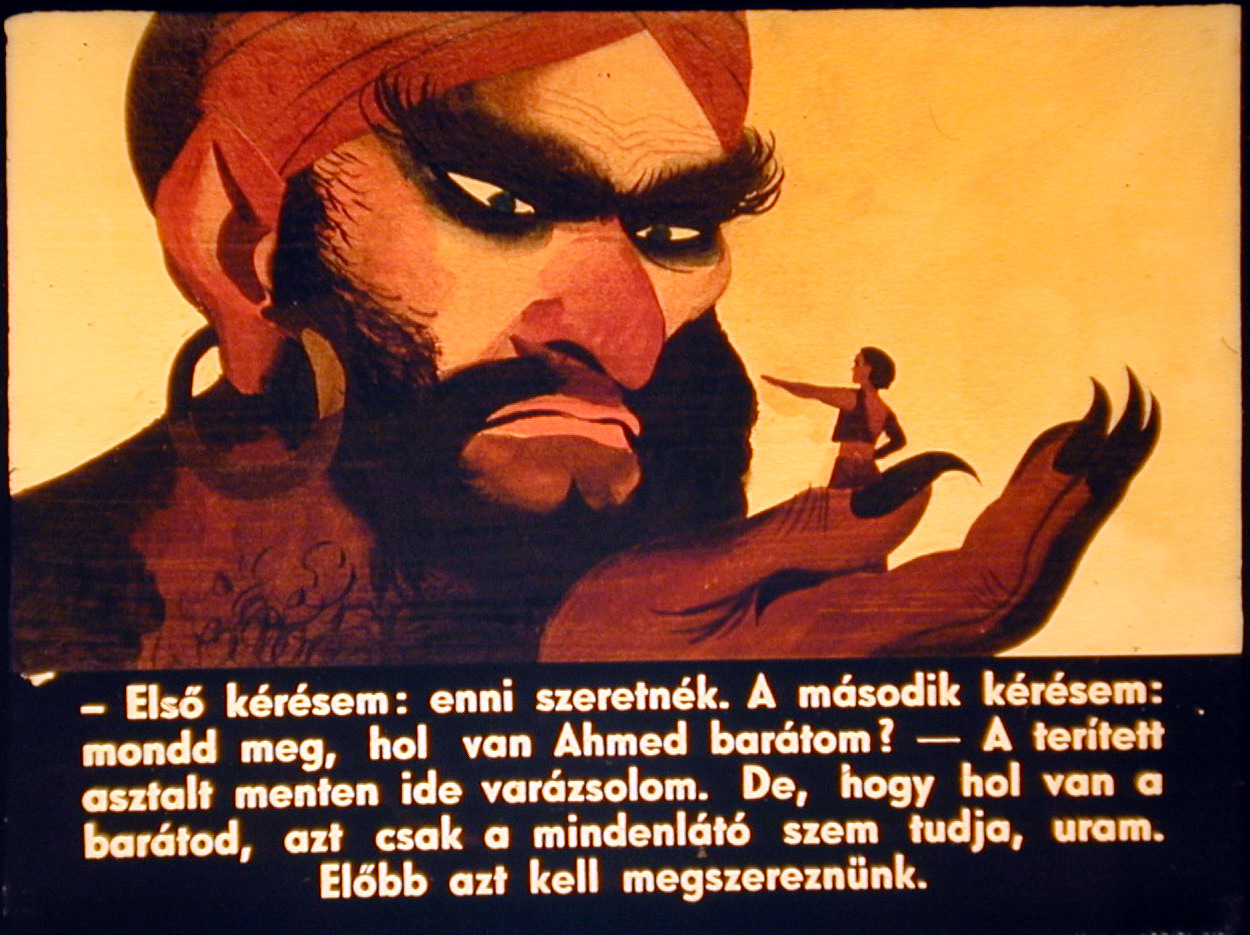 – Első kérésem: enni szeretnék. A második kérésem:
mondd meg, hol van Ahmed barátom? — A terített
asztalt menten ide varázsolom. De, hogy hol van a
barátod, azt csak a mindenlátó szem tudja, uram.
Előbb azt kell megszereznünk.